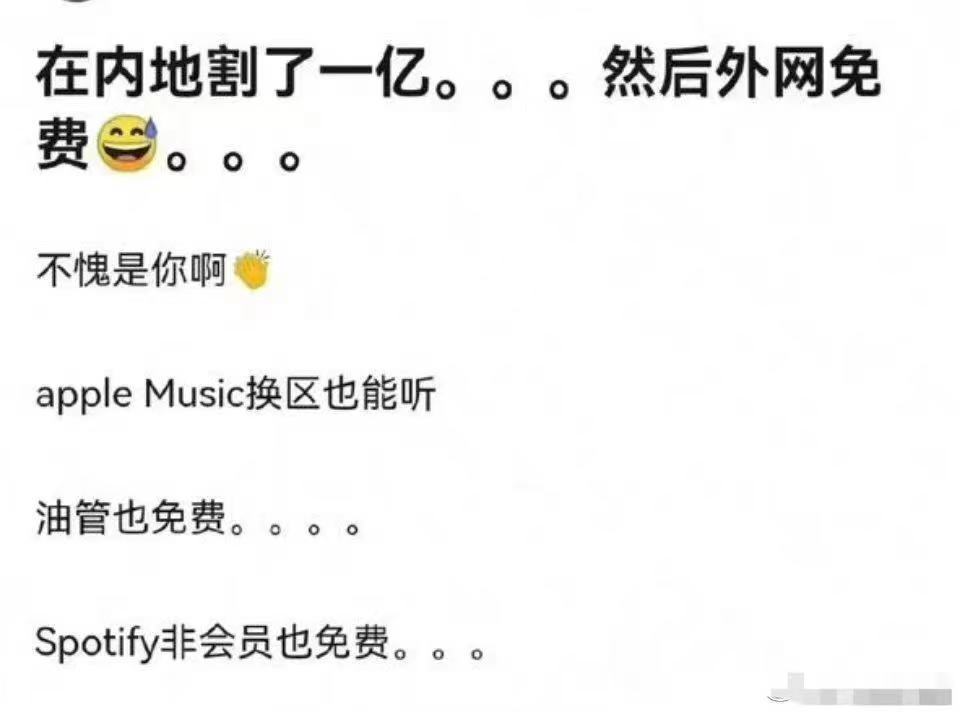 在内地割了一亿。。。然后外网免
费😅。。。
不愧是你啊👏
apple Music换区也能听
油管也免费。。。。
Spotify非会员也免费。。。